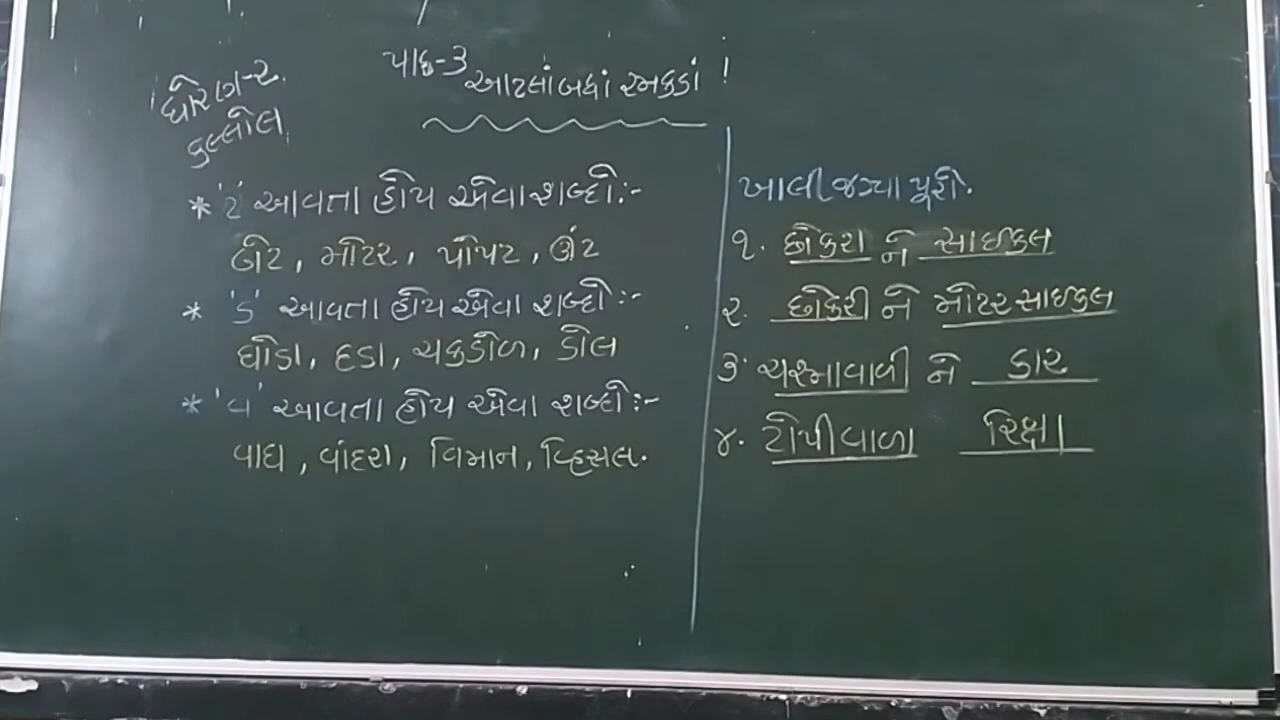 ધોરણ-૨
કલ્લોલ
પાઠ-૩
આટલાં બધાં રમકડાં !
* 'ટ' આવતા હોય એવા શબ્દો :-
બેટ, મોટર, પોપટ, ઊંટ
* 'ડ' આવતા હોય એવા શબ્દો :-
ઘોડા, દડા, ચકડોળ, ડોલ
* 'વ' આવતા હોય એવા શબ્દો :-
વાઘ, વાંદરા, વિમાન, વ્હિસલ.
ખાલી જગ્યા પૂરો.
૧. છોકરા ને સાઇકલ
૨. છોકરી ને મોટરસાઇકલ
૩ ચશ્માવાળી ને કાર
૪. ટોપીવાળા રિક્ષા